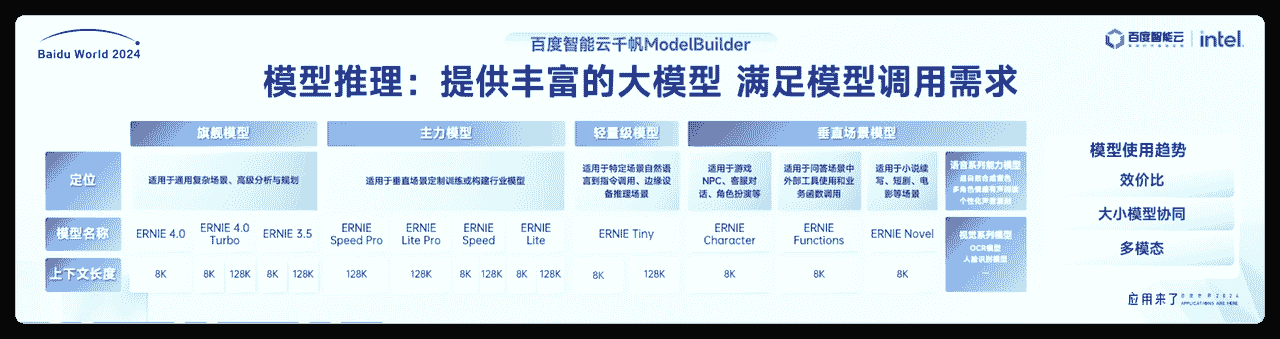 Baidu World 2024
百度智能云千帆ModelBuilder
百度智能云 | intel.
模型推理：提供丰富的大模型 满足模型调用需求
旗舰模型
主力模型
轻量级模型
垂直场景模型
定位
适用于通用复杂场景、高级分析与规划
适用于垂直场景定制训练或构建行业模型
适用于特定场景自然语
言到指令调用、边缘设
备推理场景
适用于游戏
NPC、客服对
话、角色扮演等
适用于问答场景中
外部工具使用和业
务函数调用
适用于小说续
写、短剧、电
影等场景
语音系列能力模型
模型名称
ERNIE 4.0
ERNIE 4.0
Turbo
ERNIE 3.5
ERNIE
Speed Pro
ERNIE
Lite Pro
ERNIE
Speed
ERNIE
Lite
ERNIE Tiny
ERNIE
Character
ERNIE
Functions
ERNIE Novel
视觉系列模型
OCR模型
人脸识别模型
...
上下文长度
8K
8K
128K
8K
128K
128K
128K
8K
128K
8K
128K
8K
128K
8K
8K
8K
模型使用趋势
效价比
大小模型协同
多模态
应用来了
APPLICATIONS ARE HERE